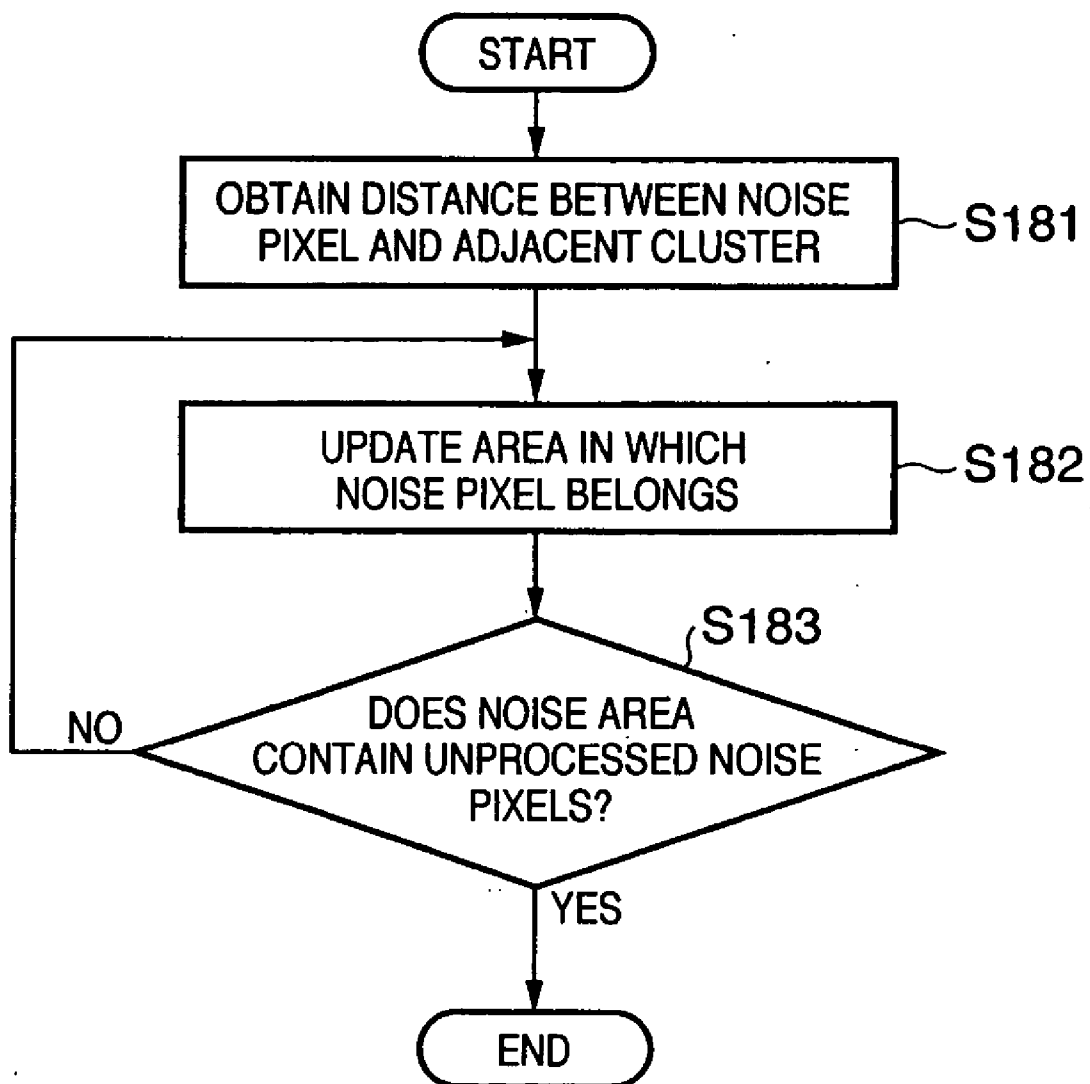 START
OBTAIN DISTANCE BETWEEN NOISE
PIXEL AND ADJACENT CLUSTER
S181
UPDATE AREA IN WHICH
NOISE PIXEL BELONGS
S182
S183
DOES NOISE AREA
CONTAIN UNPROCESSED NOISE
PIXELS?
NO
YES
END